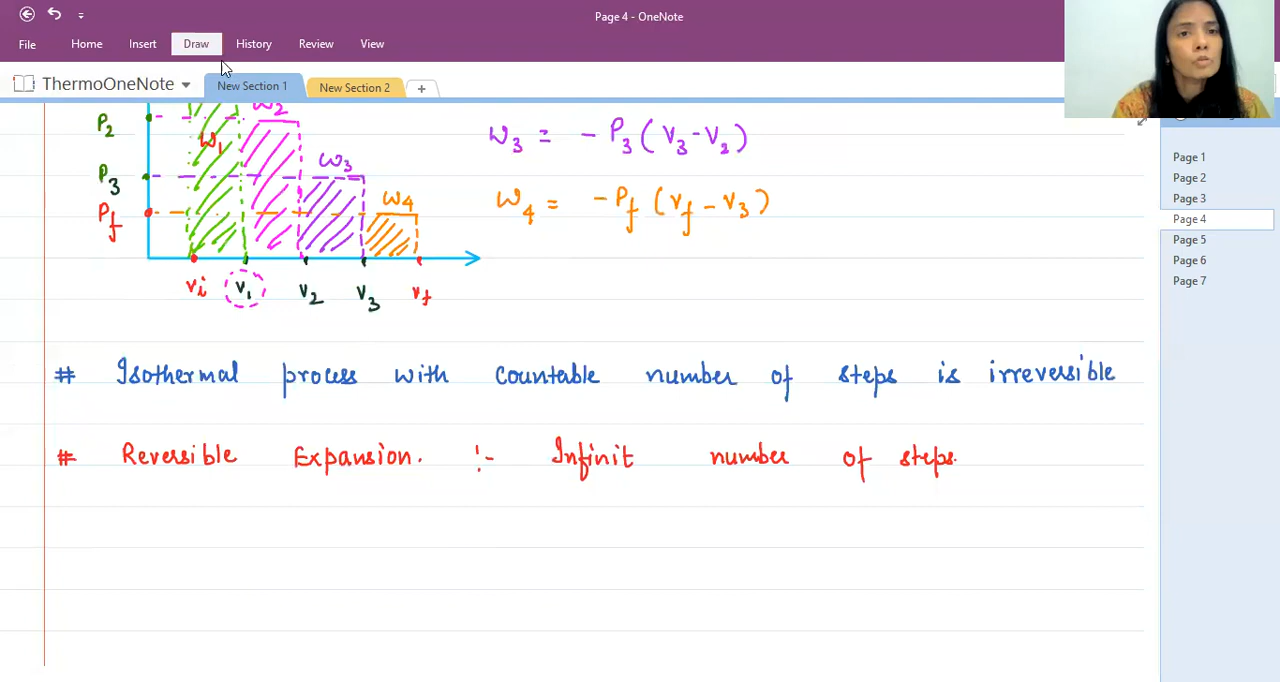 Page 4 - OneNote
File Home Insert Draw History Review View
ThermoOneNote New Section 1 New Section 2 +
Page 1
Page 2
Page 3
Page 4
Page 5
Page 6
Page 7
P2
P3
Pf
W1 W2 W3 W4
Vi V1 V2 V3 Vf
W3 = - P3 (V3 - V2)
W4 = - Pf (Vf - V3)
# Isothermal process with countable number of steps is irreversible
# Reversible Expansion. :- Infinit number of steps.